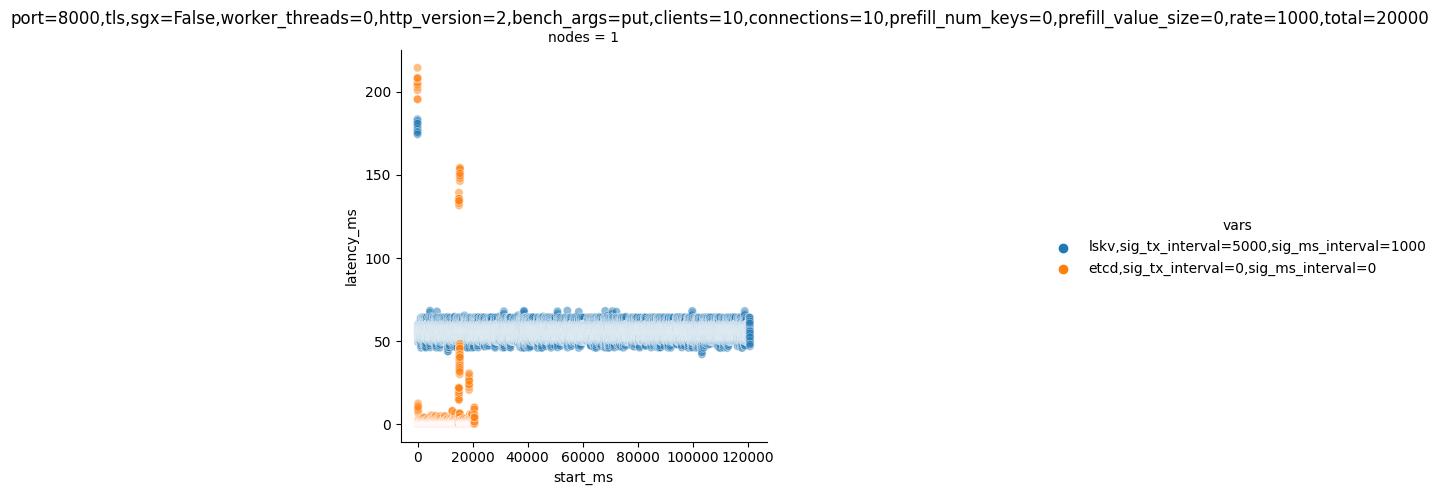 port=8000,tls,sgx=False,worker_threads=0,http_version=2,bench_args=put,clients=10,connections=10,prefill_num_keys=0,prefill_value_size=0,rate=1000,total=20000
nodes = 1
200
150
100
50
0
latency_ms
0 20000 40000 60000 80000 100000 120000
start_ms
vars
lskv,sig_tx_interval=5000,sig_ms_interval=1000
etcd,sig_tx_interval=0,sig_ms_interval=0